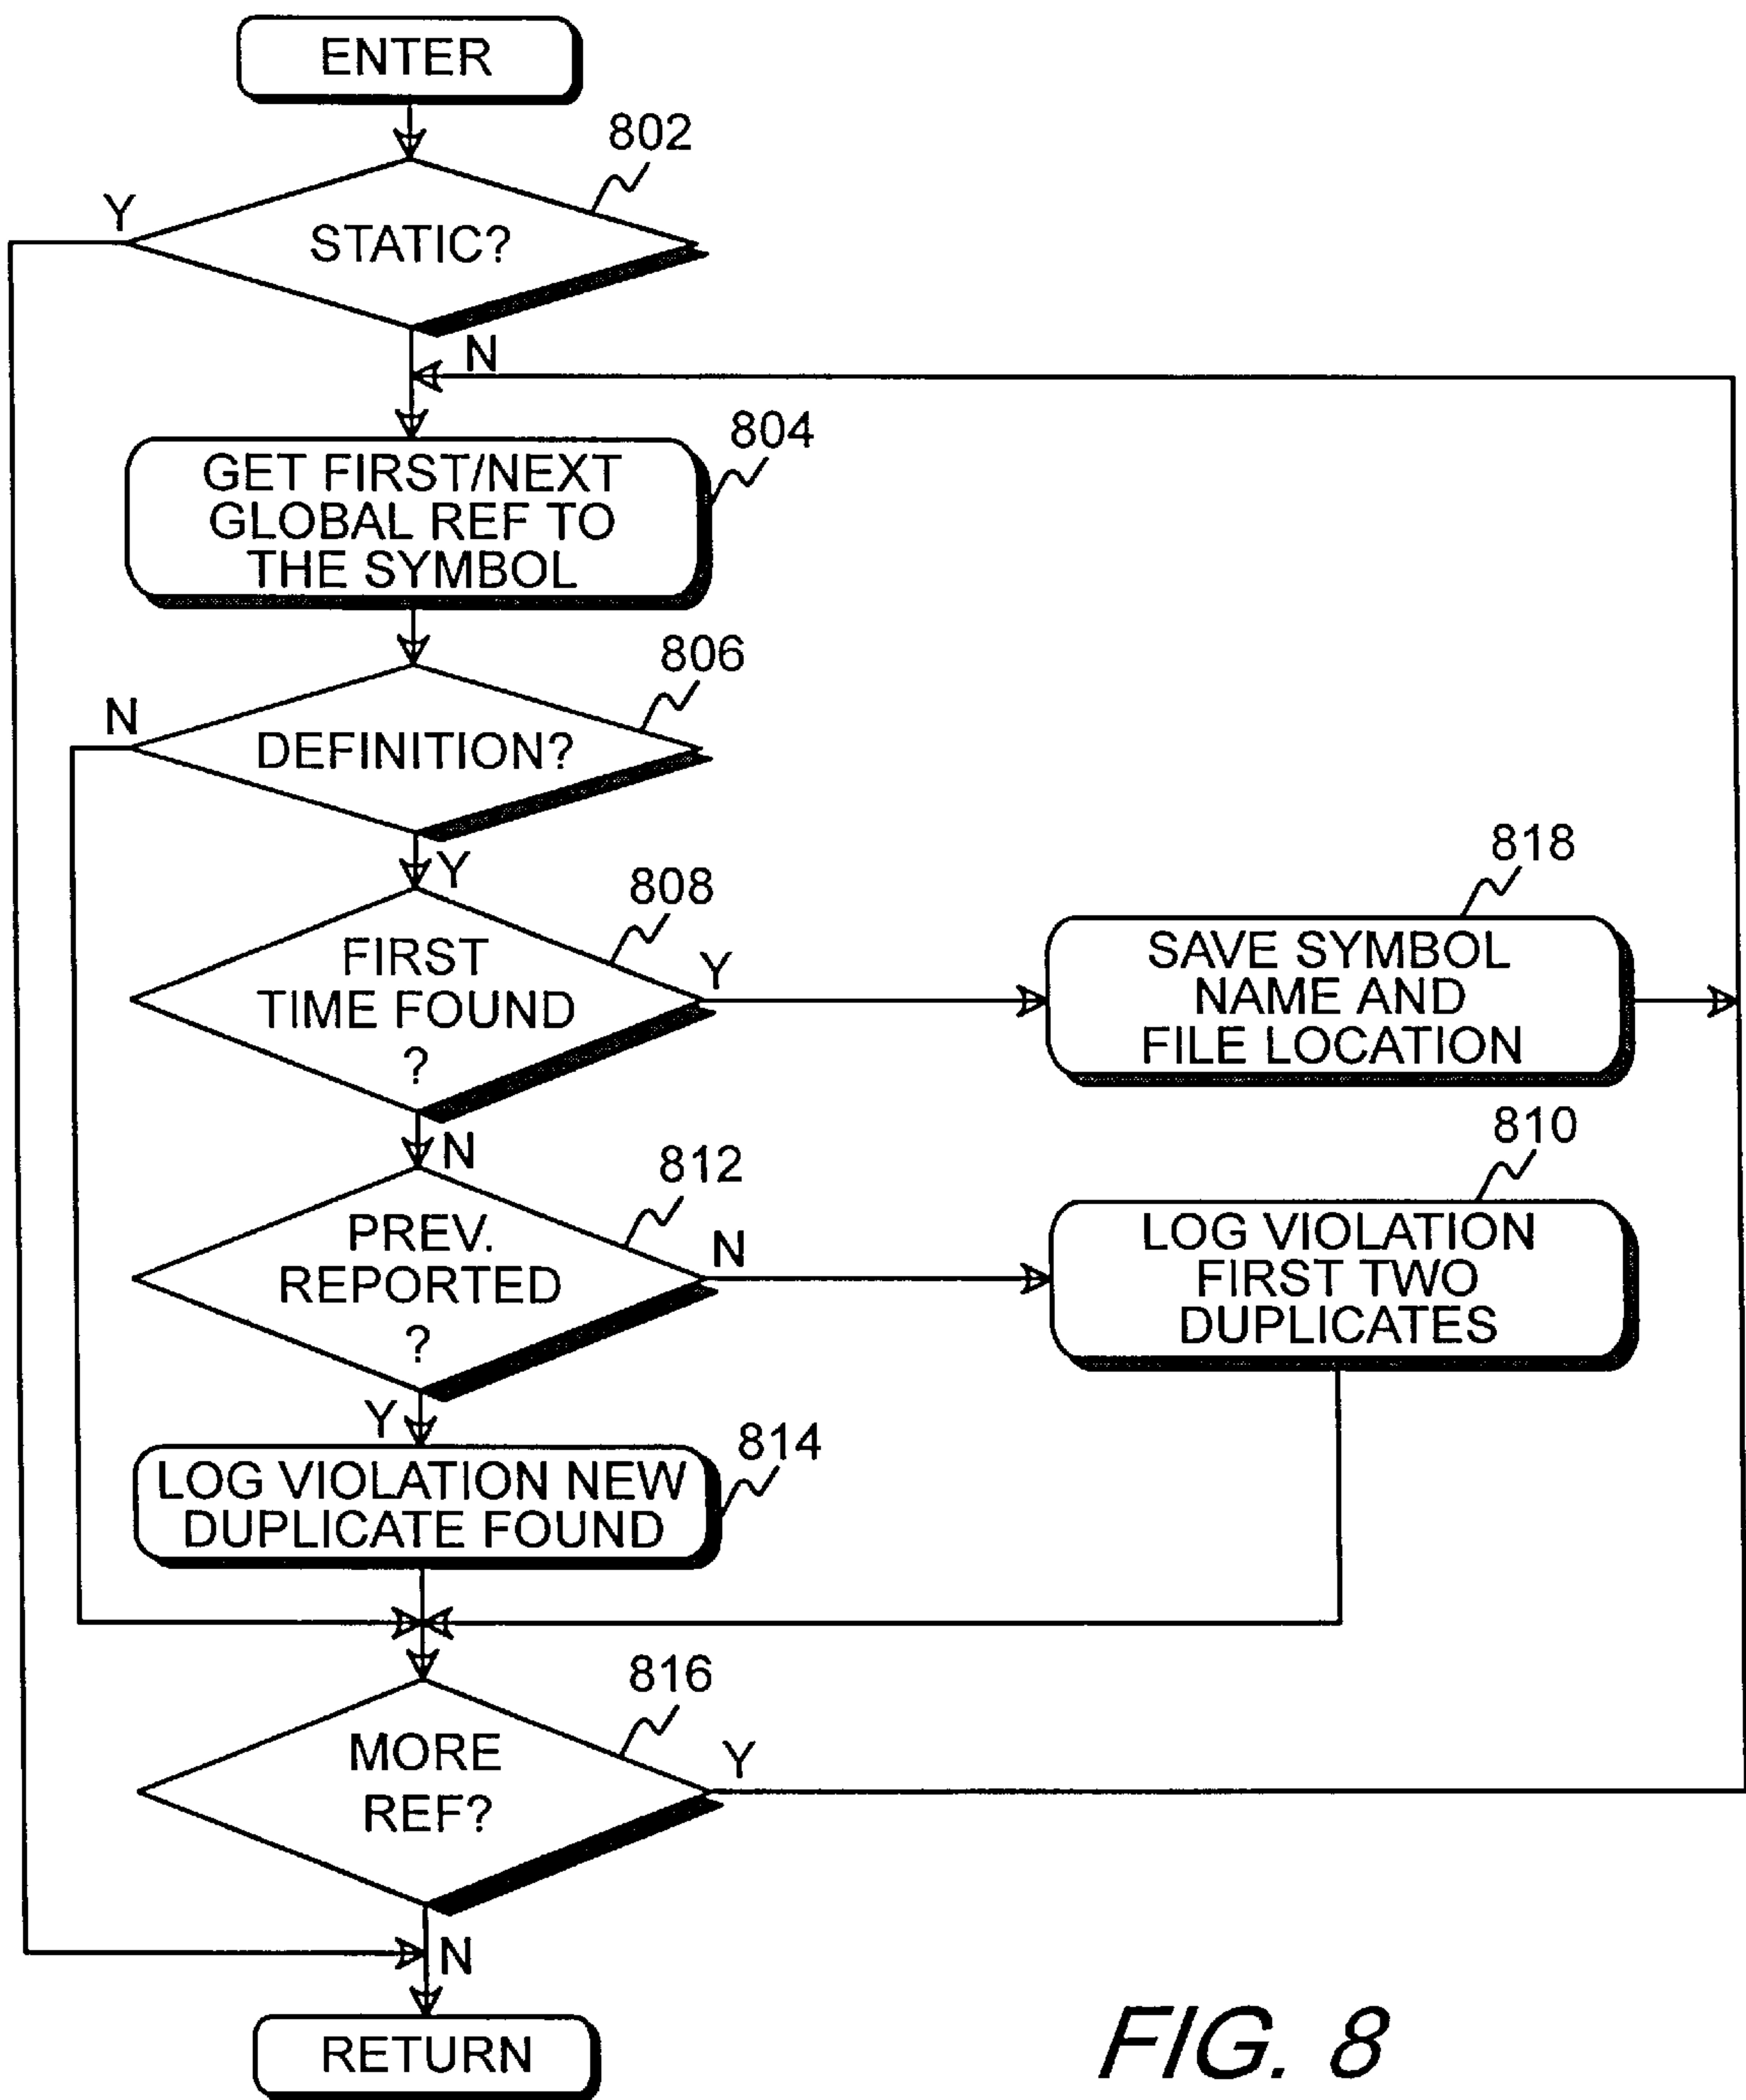 ENTER
802
Y
STATIC?
N
804
GET FIRST/NEXT
GLOBAL REF TO
THE SYMBOL
806
N
DEFINITION?
Y
818
808
FIRST
TIME FOUND
?
Y
SAVE SYMBOL
NAME AND
FILE LOCATION
N
810
812
PREV.
REPORTED
?
N
LOG VIOLATION
FIRST TWO
DUPLICATES
Y
814
LOG VIOLATION NEW
DUPLICATE FOUND
816
MORE
REF?
Y
N
RETURN
FIG. 8